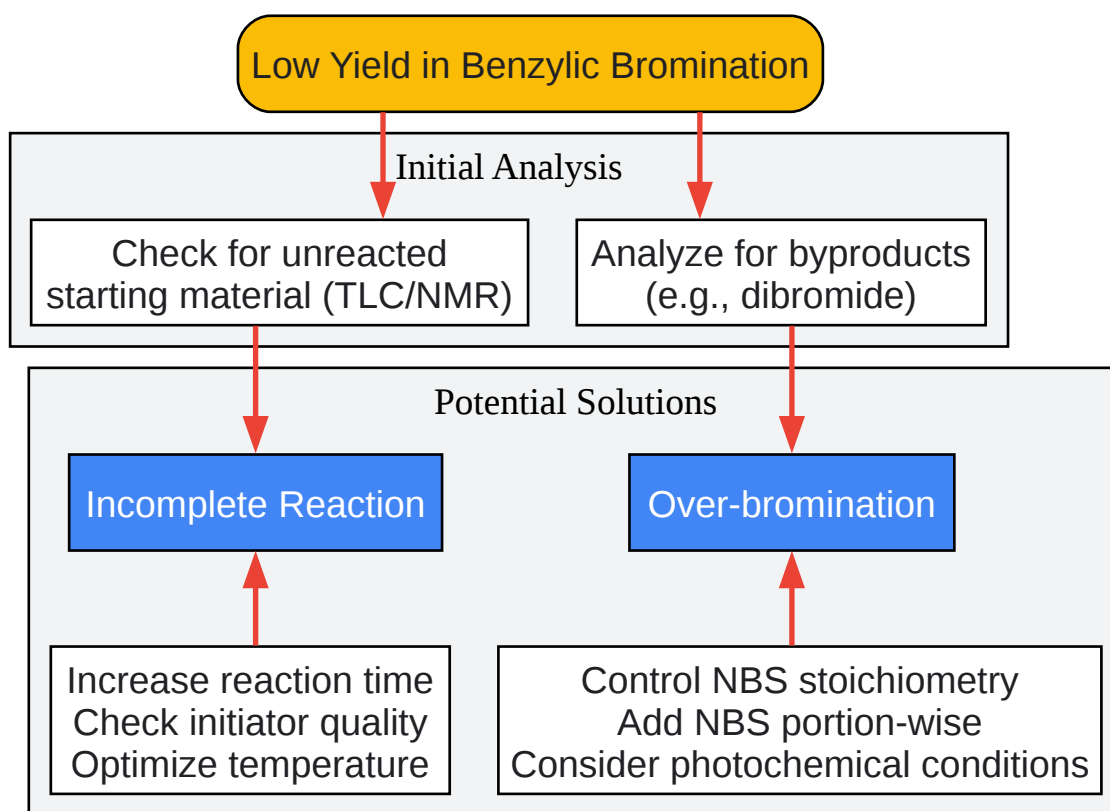 Low Yield in Benzylic Bromination
Initial Analysis
Check for unreacted
starting material (TLC/NMR)
Analyze for byproducts
(e.g., dibromide)
Potential Solutions
Incomplete Reaction
Over-bromination
Increase reaction time
Check initiator quality
Optimize temperature
Control NBS stoichiometry
Add NBS portion-wise
Consider photochemical conditions